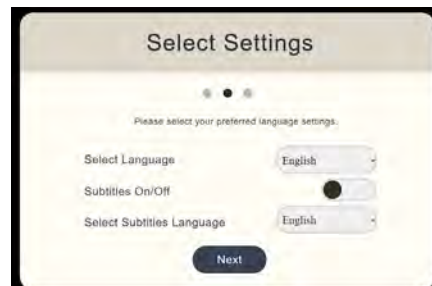 Select Settings
Please select your preferred language settings.
Select Language English
Subtitles On/Off
Select Subtitles Language English
Next